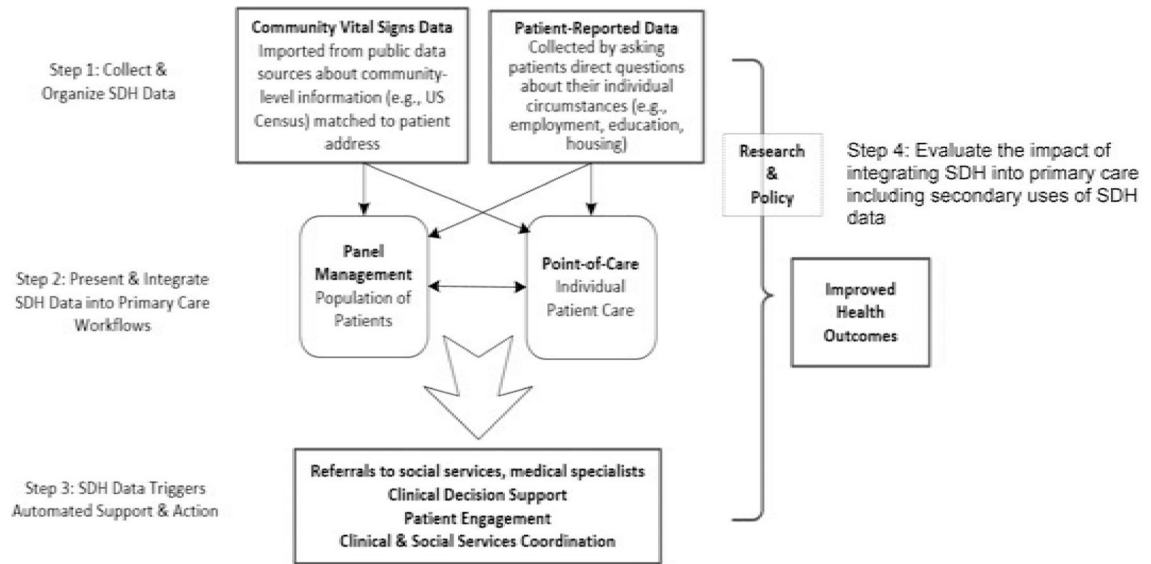 Step 1: Collect &
Organize SDH Data
Community Vital Signs Data
Imported from public data
sources about community-
level information (e.g., US
Census) matched to patient
address
Patient-Reported Data
Collected by asking
patients direct questions
about their individual
circumstances (e.g.,
employment, education,
housing)
Research
&
Policy
Step 4: Evaluate the impact of
integrating SDH into primary care
including secondary uses of SDH
data
Step 2: Present & Integrate
SDH Data into Primary Care
Workflows
Panel
Management
Population of
Patients
Point-of-Care
Individual
Patient Care
Improved
Health
Outcomes
Step 3: SDH Data Triggers
Automated Support & Action
Referrals to social services, medical specialists
Clinical Decision Support
Patient Engagement
Clinical & Social Services Coordination